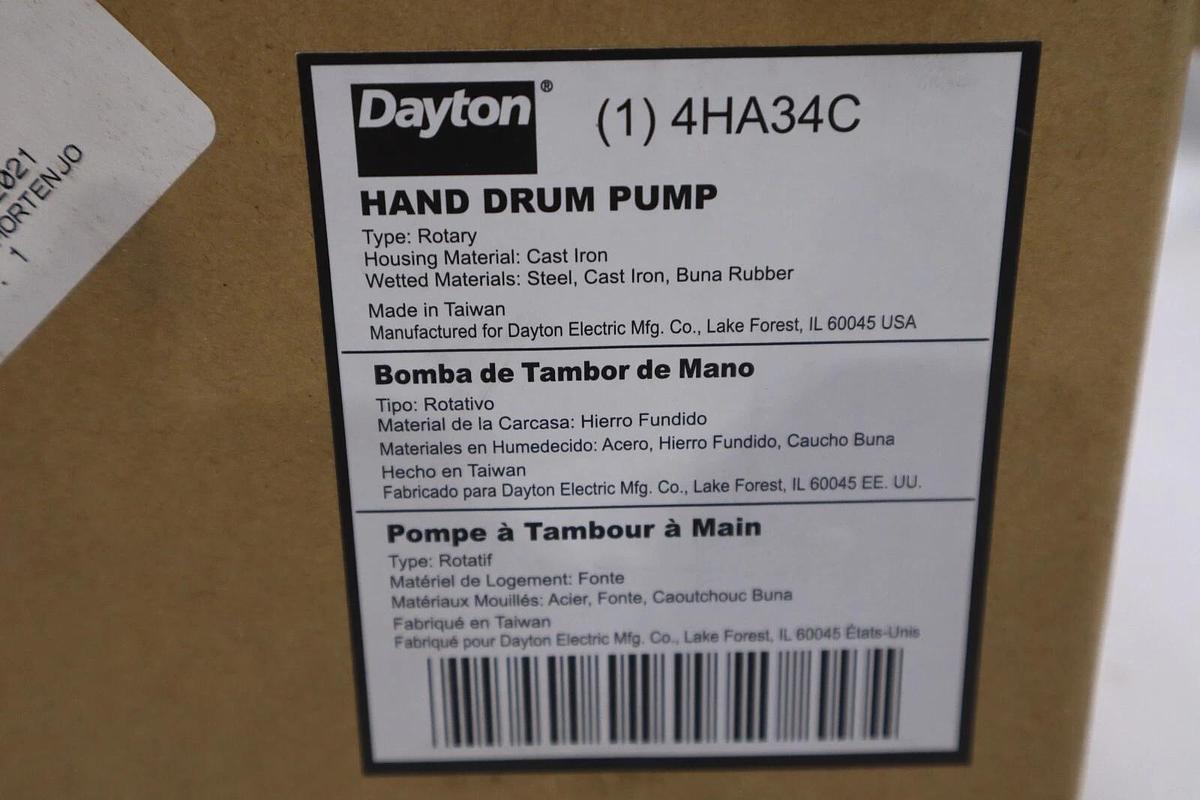 Dayton®
(1) 4HA34C
HAND DRUM PUMP
Type: Rotary
Housing Material: Cast Iron
Wetted Materials: Steel, Cast Iron, Buna Rubber
Made in Taiwan
Manufactured for Dayton Electric Mfg. Co., Lake Forest, IL 60045 USA
Bomba de Tambor de Mano
Tipo: Rotativo
Material de la Carcasa: Hierro Fundido
Materiales en Humedecido: Acero, Hierro Fundido, Caucho Buna
Hecho en Taiwan
Fabricado para Dayton Electric Mfg. Co., Lake Forest, IL 60045 EE. UU.
Pompe à Tambour à Main
Type: Rotatif
Matériel de Logement: Fonte
Matériaux Mouillés: Acier, Fonte, Caoutchouc Buna
Fabriqué en Taiwan
Fabriqué pour Dayton Electric Mfg. Co., Lake Forest, IL 60045 États-Unis
1